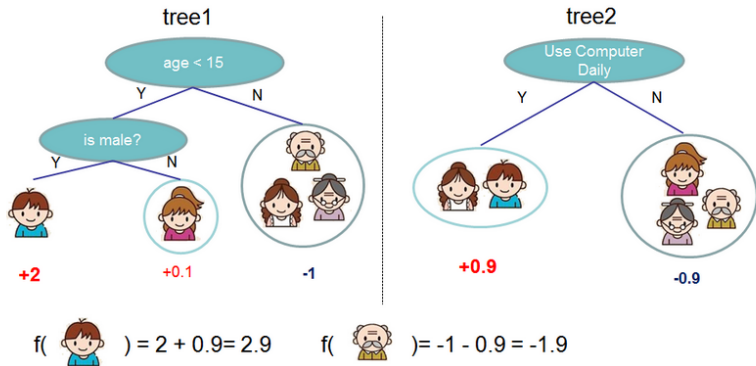 tree1
tree2
age < 15
Use Computer
Daily
Y
N
Y
N
is male?
Y
N
+2
+0.1
-1
+0.9
-0.9
f( ) = 2 + 0.9= 2.9
f( )= -1 - 0.9 = -1.9